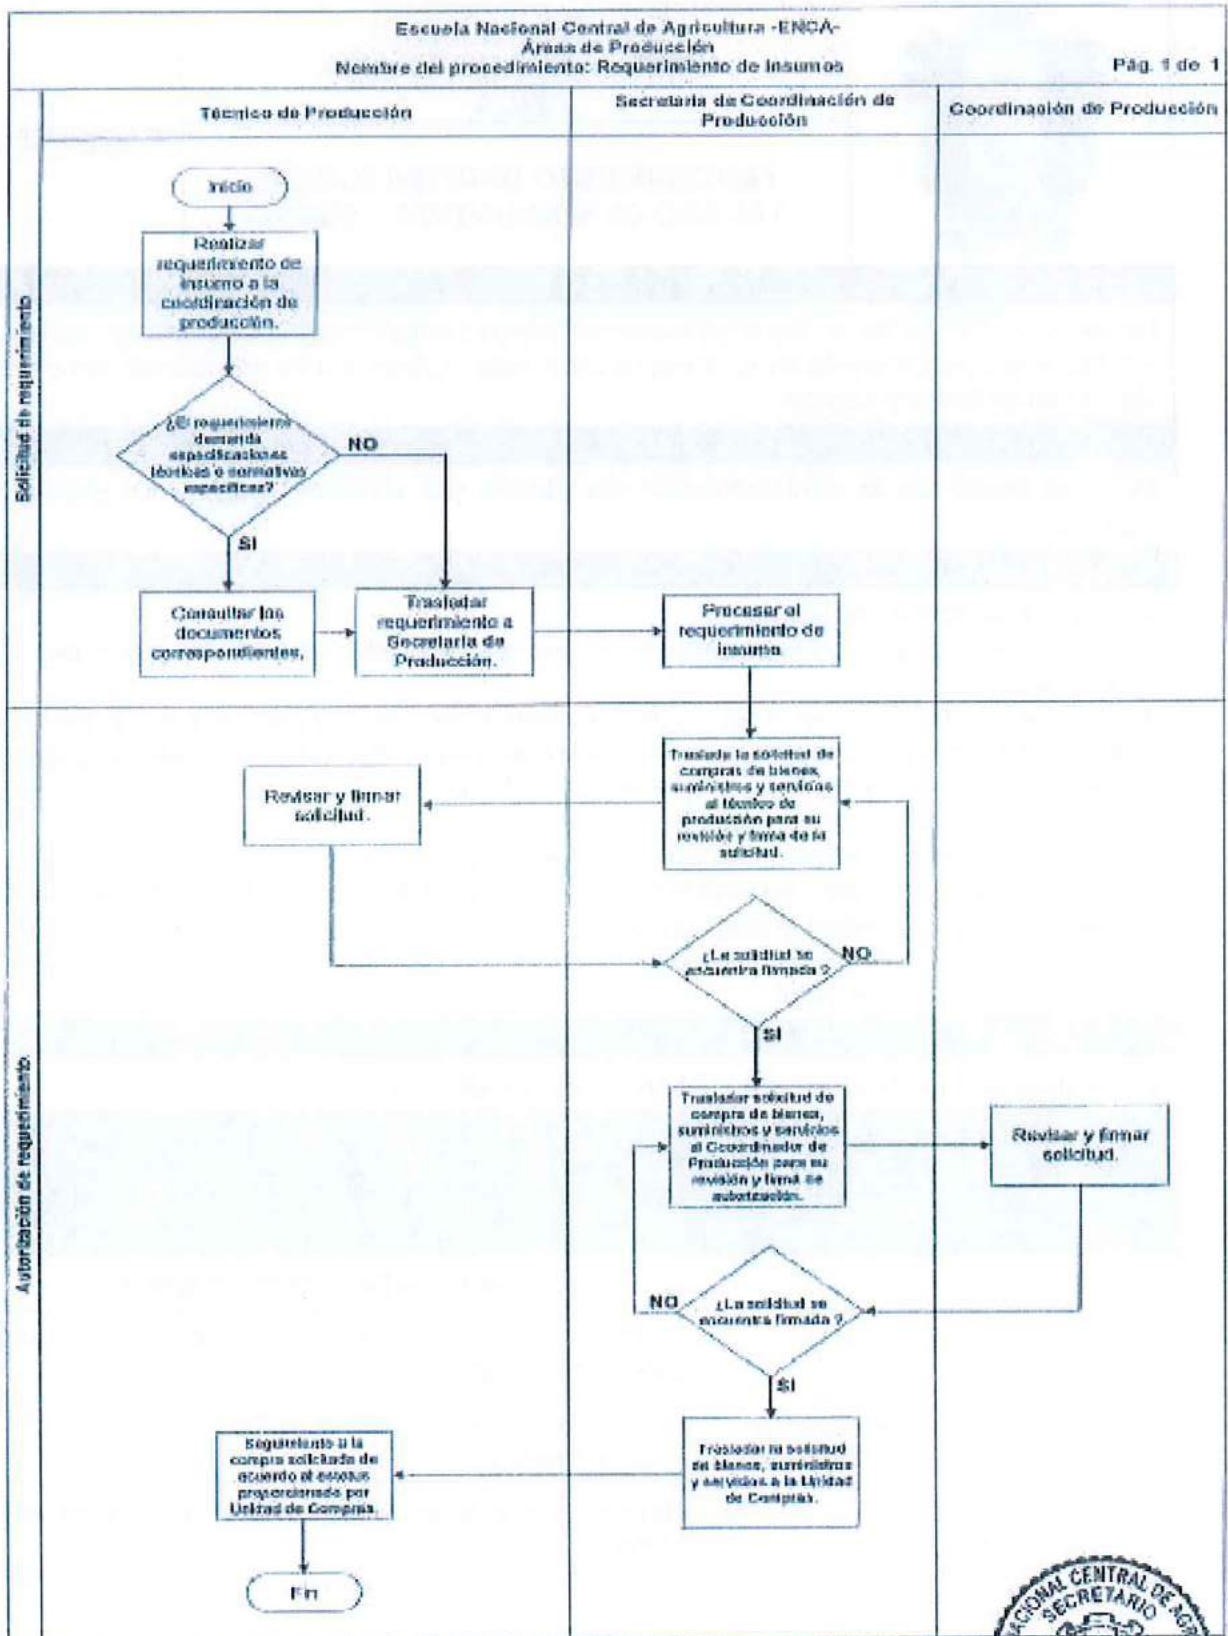 Escuela Nacional Central de Agricultura -ENCA-
Áreas de Producción
Nombre del procedimiento: Requerimiento de Insumos
Pág. 1 de 1
Técnico de Producción
Secretaria de Coordinación de
Producción
Coordinación de Producción
Solicitud de requerimiento
Inicio
Realizar
requerimiento de
insumo a la
coordinación de
producción.
¿El requerimiento
demanda
especificaciones
técnicas o normativas
específicas?
NO
SI
Consultar los
documentos
correspondientes.
Trasladar
requerimiento a
Secretaria de
Producción.
Procesar el
requerimiento de
insumo
Autorización de requerimiento.
Traslada la solicitud de
compras de bienes,
suministros y servicios
al técnico de
producción para su
revisión y firma de la
solicitud.
Revisar y firmar
solicitud.
¿La solicitud se
encuentra firmada ?
NO
SI
Trasladar solicitud de
compra de bienes,
suministros y servicios
al Coordinador de
Producción para su
revisión y firma de
autorización.
Revisar y firmar
solicitud.
¿La solicitud se
encuentra firmada ?
NO
SI
Trasladar la solicitud
de bienes, suministros
y servicios a la Unidad
de Compras.
Seguimiento a la
compra solicitada de
acuerdo al estatus
proporcionado por
Unidad de Compras.
Fin
NACIONAL CENTRAL DE AGR
SECRETARIO